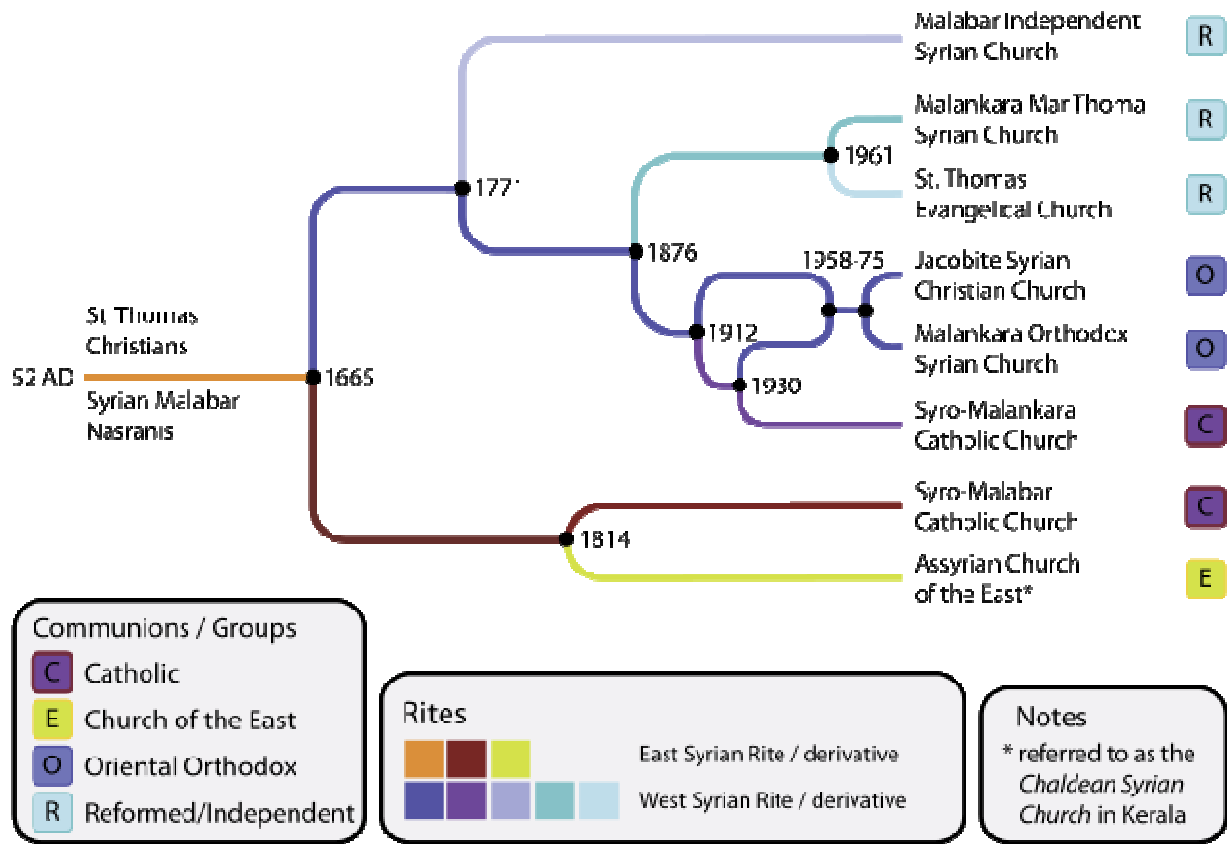 Malabar Independent
Syrian Church
R
Malankara Mar Thoma
Syrian Church
R
1961
St. Thomas
Evangelical Church
R
1771
1876
1958-75
Jacobite Syrian
Christian Church
O
1912
Malankara Orthodox
Syrian Church
O
1930
Syro-Malankara
Catholic Church
C
St. Thomas
Christians
52 AD
1665
Syrian Malabar
Nasranis
Syro-Malabar
Catholic Church
C
1814
Assyrian Church
of the East*
E
Communions / Groups
C Catholic
E Church of the East
O Oriental Orthodox
R Reformed/Independent
Rites
East Syrian Rite / derivative
West Syrian Rite / derivative
Notes
* referred to as the
Chaldean Syrian
Church in Kerala